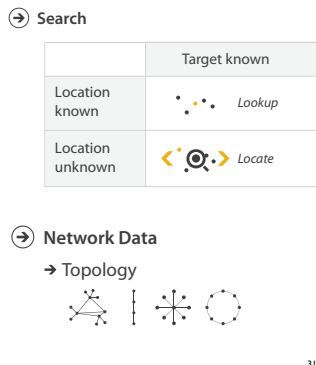 Search
Target known
Location
known
Lookup
Location
unknown
Locate
Network Data
Topology
31